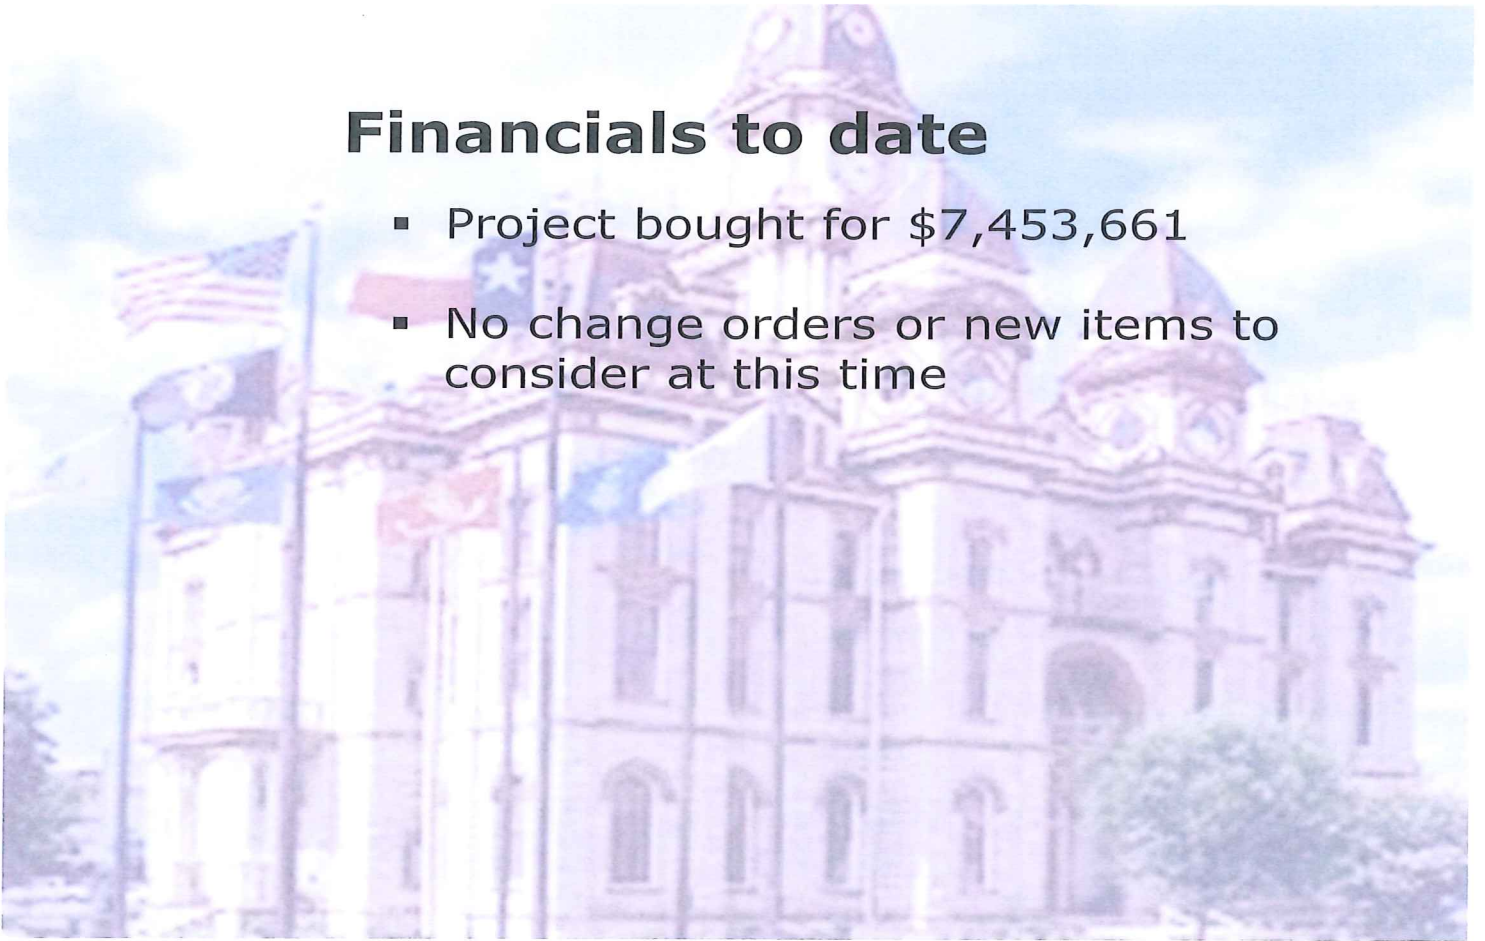 Financials to date
▪ Project bought for $7,453,661
▪ No change orders or new items to
consider at this time